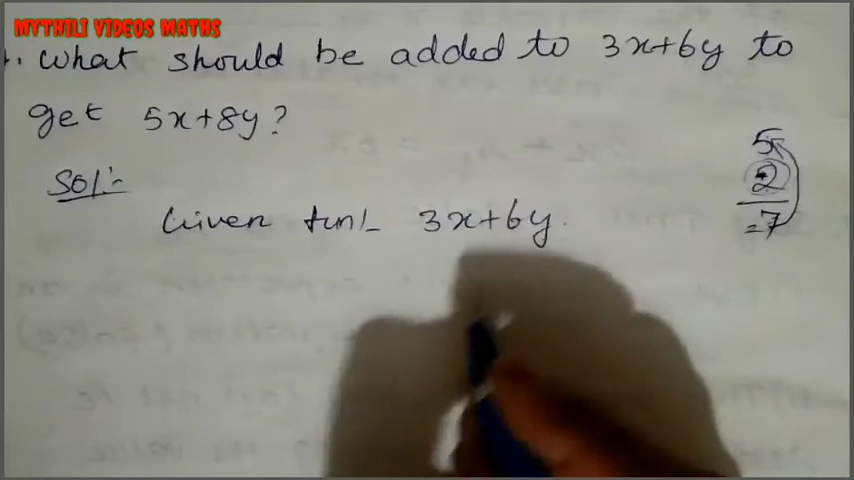 MYTHILI VIDEOS MATHS
. What should be added to 3x+6y to
get 5x+8y?
Sol:-
Given 3x+6y.
5
2
=7